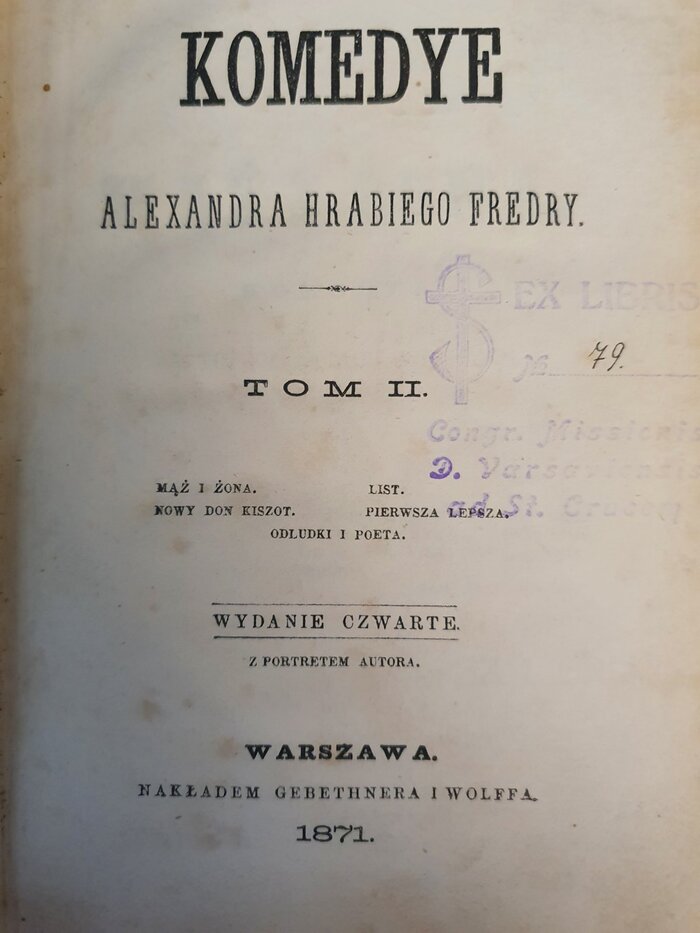 KOMEDYE
ALEXANDRA HRABIEGO FREDRY.
EX LIBRIS
№ 79.
TOM II.
Congr. Missionis
D. Varsaviensis
ad St. Crucem
MĄŻ I ŻONA. LIST.
NOWY DON KISZOT. PIERWSZA LEPSZA.
ODLUDKI I POETA.
WYDANIE CZWARTE.
Z PORTRETEM AUTORA.
WARSZAWA.
NAKŁADEM GEBETHNERA I WOLFFA.
1871.